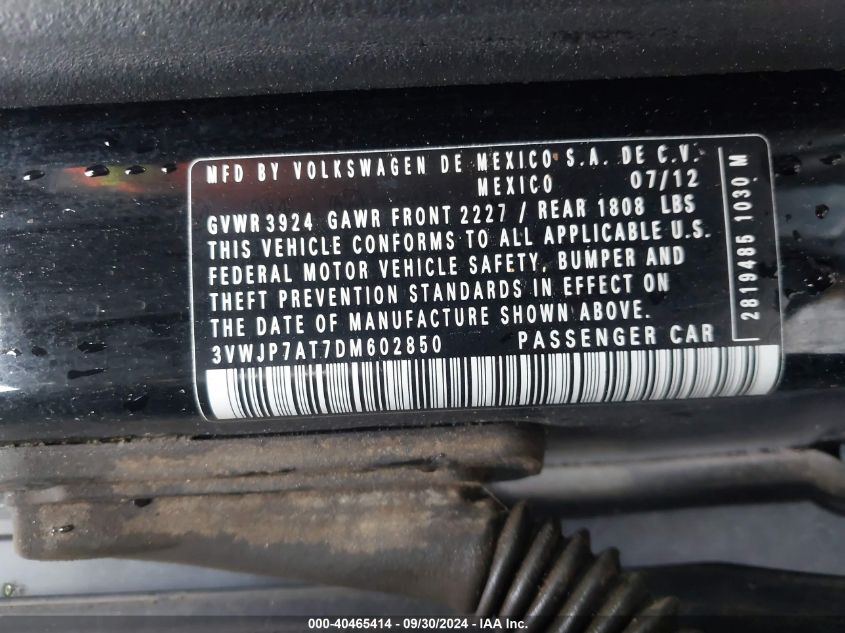 MFD BY VOLKSWAGEN DE MEXICO S.A. DE C.V.
MEXICO 07/12
GVWR 3924 GAWR FRONT 2227 / REAR 1808 LBS
THIS VEHICLE CONFORMS TO ALL APPLICABLE U.S.
FEDERAL MOTOR VEHICLE SAFETY, BUMPER AND
THEFT PREVENTION STANDARDS IN EFFECT ON
THE DATE OF MANUFACTURE SHOWN ABOVE.
3VWJP7AT7DM602850 PASSENGER CAR
2819485 1030 M
000-40465414 - 09/30/2024 - IAA Inc.